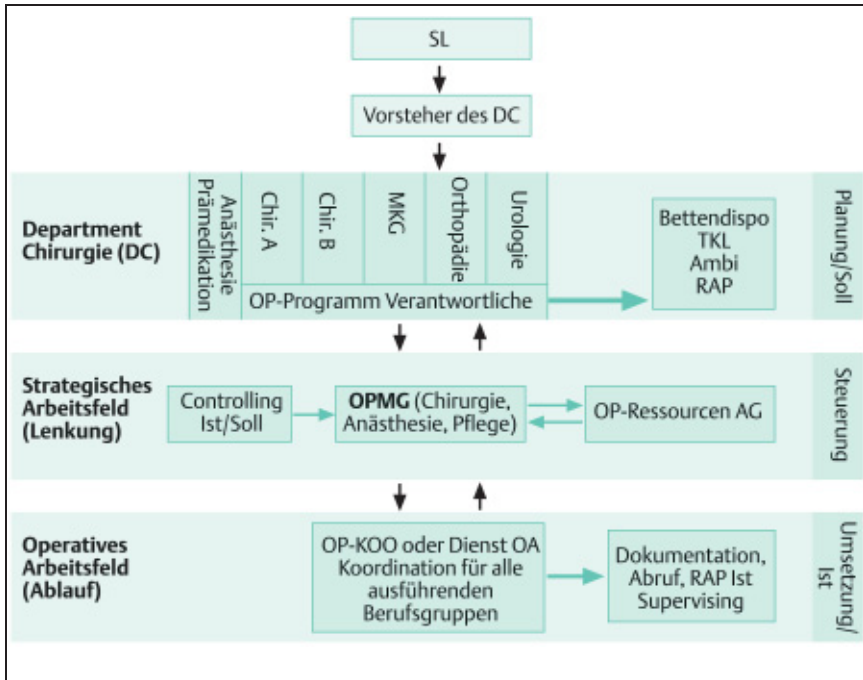 SL
Vorsteher des DC
Department
Chirurgie (DC)
Anästhesie
Prämedikation
Chir. A
Chir. B
MKG
Orthopädie
Urologie
OP-Programm Verantwortliche
Bettendispo
TKL
Ambi
RAP
Planung/Soll
Strategisches
Arbeitsfeld
(Lenkung)
Controlling
Ist/Soll
OPMG (Chirurgie,
Anästhesie, Pflege)
OP-Ressourcen AG
Steuerung
Operatives
Arbeitsfeld
(Ablauf)
OP-KOO oder Dienst OA
Koordination für alle
ausführenden
Berufsgruppen
Dokumentation,
Abruf, RAP Ist
Supervising
Umsetzung/
Ist